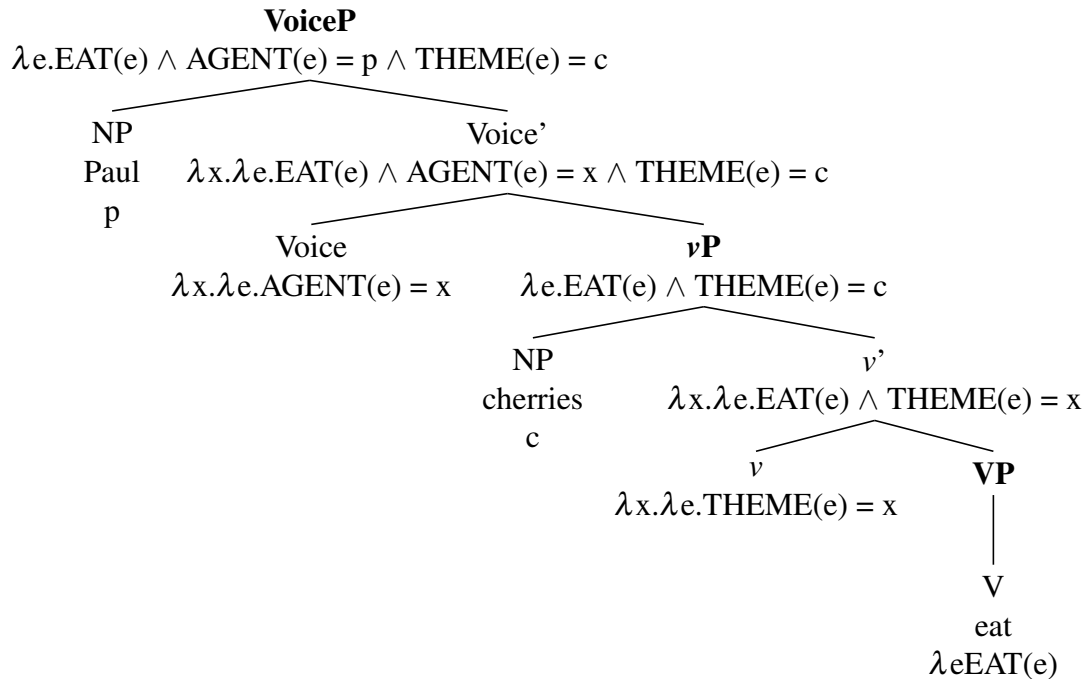 VoiceP
λe.EAT(e) ∧ AGENT(e) = p ∧ THEME(e) = c
NP
Paul
p
Voice’
λx.λe.EAT(e) ∧ AGENT(e) = x ∧ THEME(e) = c
Voice
λx.λe.AGENT(e) = x
vP
λe.EAT(e) ∧ THEME(e) = c
NP
cherries
c
v’
λx.λe.EAT(e) ∧ THEME(e) = x
v
λx.λe.THEME(e) = x
VP
V
eat
λeEAT(e)